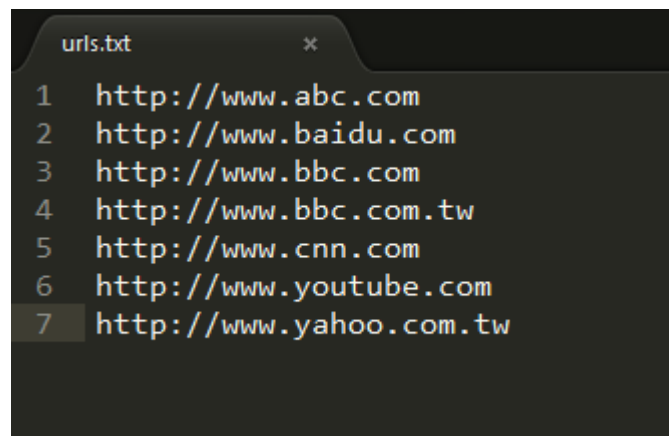 urls.txt ×
1 http://www.abc.com
2 http://www.baidu.com
3 http://www.bbc.com
4 http://www.bbc.com.tw
5 http://www.cnn.com
6 http://www.youtube.com
7 http://www.yahoo.com.tw